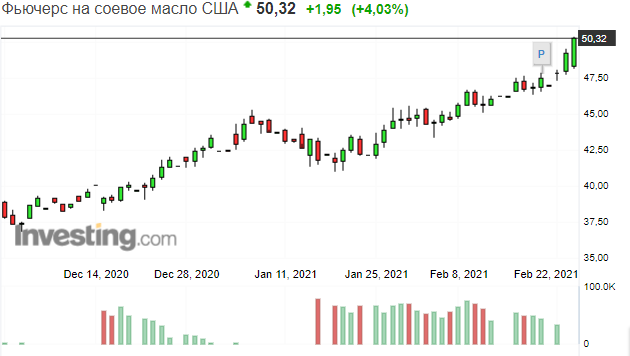 Фьючерс на соевое масло США 50,32 +1,95 (+4,03%)
50,32
P
47,50
45,00
42,50
40,00
37,50
Investing.com
35,00
Dec 14, 2020 Dec 28, 2020 Jan 11, 2021 Jan 25, 2021 Feb 8, 2021 Feb 22, 2021
100.0K
0